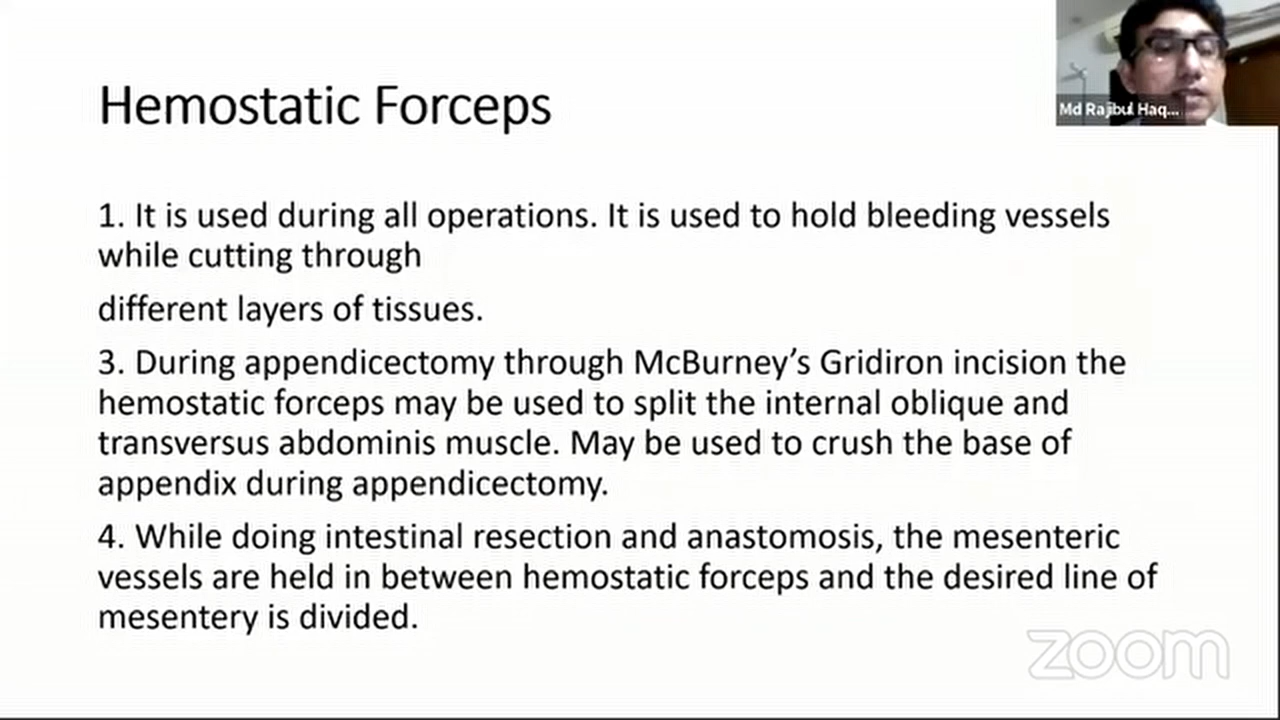 Hemostatic Forceps
Md Rajibul Haq...
1. It is used during all operations. It is used to hold bleeding vessels
while cutting through
different layers of tissues.
3. During appendicectomy through McBurney’s Gridiron incision the
hemostatic forceps may be used to split the internal oblique and
transversus abdominis muscle. May be used to crush the base of
appendix during appendicectomy.
4. While doing intestinal resection and anastomosis, the mesenteric
vessels are held in between hemostatic forceps and the desired line of
mesentery is divided.
zoom